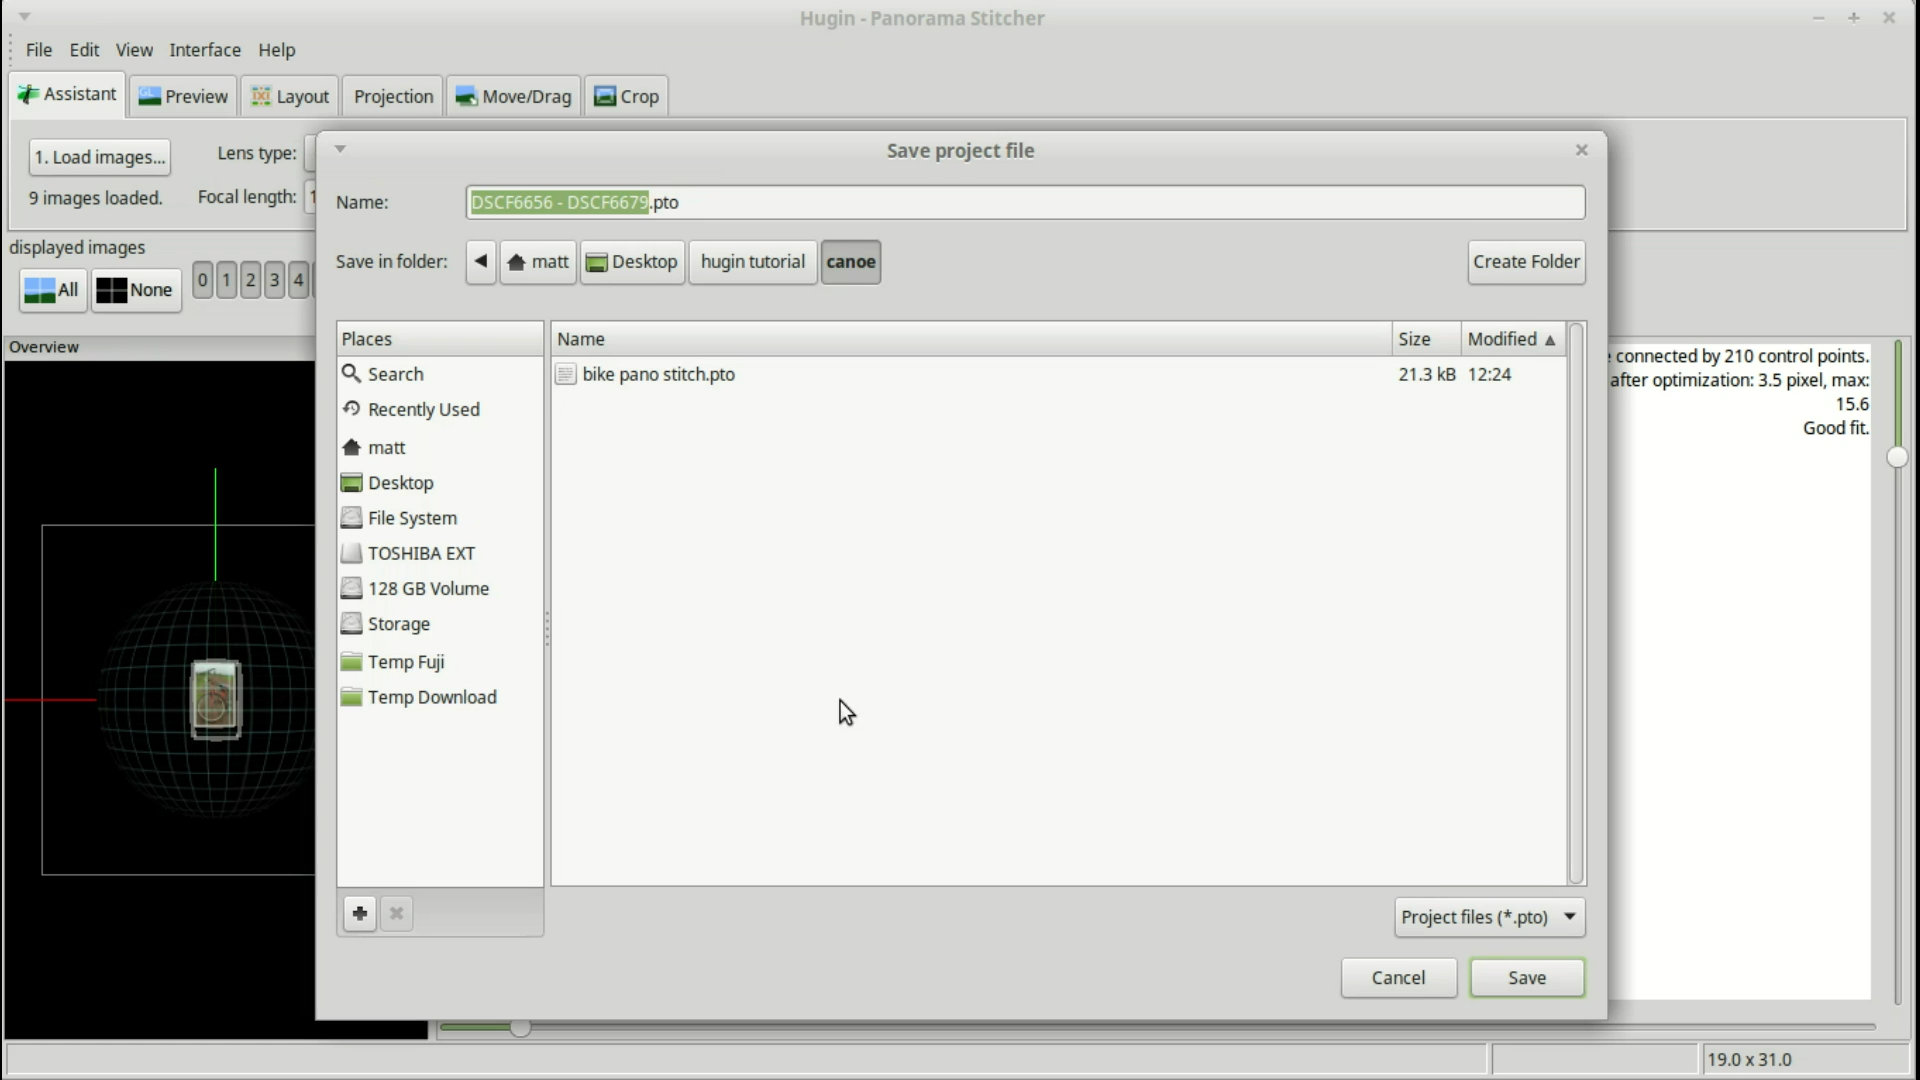 Hugin - Panorama Stitcher
File Edit View Interface Help
Assistant Preview Layout Projection Move/Drag Crop
1. Load images... Lens type:
9 images loaded. Focal length: 1
displayed images
All None 0 1 2 3 4
Overview
Save project file
Name: DSCF6656 - DSCF6679.pto
Save in folder: matt Desktop hugin tutorial canoe Create Folder
Places
Search
Recently Used
matt
Desktop
File System
TOSHIBA EXT
128 GB Volume
Storage
Temp Fuji
Temp Download
Name Size Modified
bike pano stitch.pto 21.3 kB 12:24
Project files (*.pto)
Cancel Save
connected by 210 control points.
after optimization: 3.5 pixel, max:
15.6
Good fit.
19.0 x 31.0